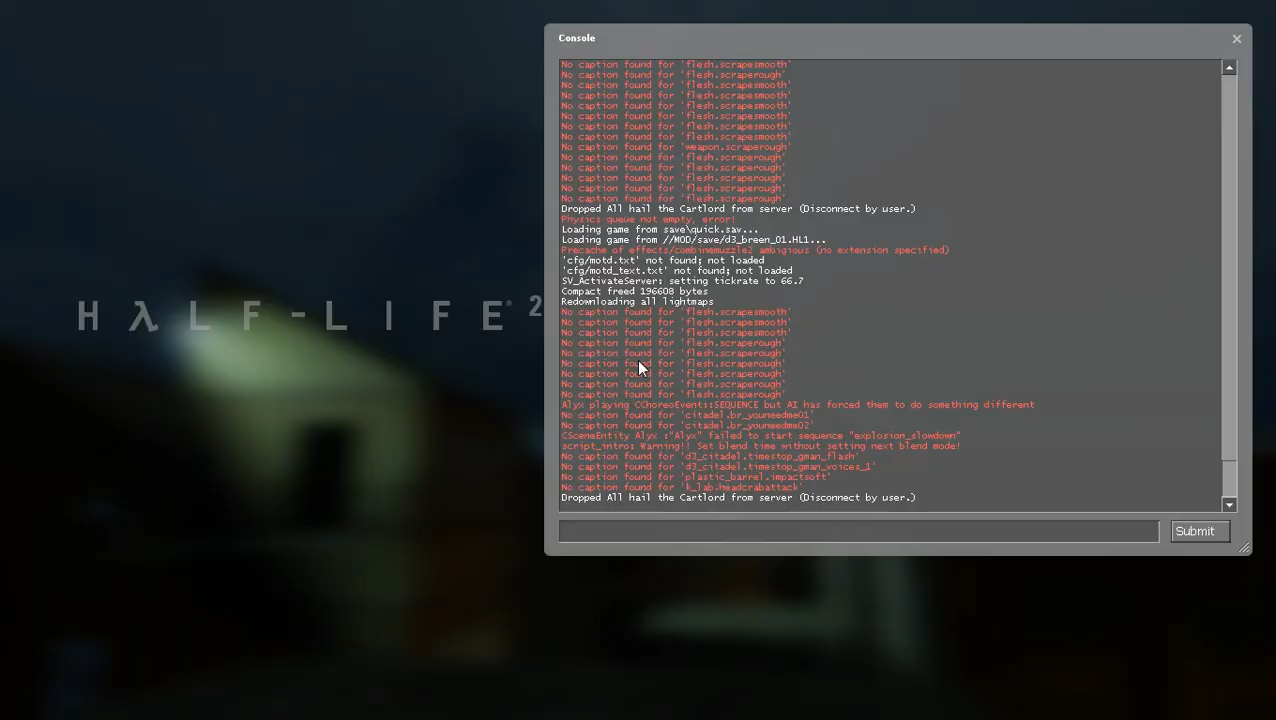 Console
No caption found for 'flesh.scrapesmooth'
No caption found for 'flesh.scraperough'
No caption found for 'flesh.scrapesmooth'
No caption found for 'flesh.scrapesmooth'
No caption found for 'flesh.scrapesmooth'
No caption found for 'flesh.scrapesmooth'
No caption found for 'flesh.scrapesmooth'
No caption found for 'flesh.scrapesmooth'
No caption found for 'weapon.scraperough'
No caption found for 'flesh.scraperough'
No caption found for 'flesh.scraperough'
No caption found for 'flesh.scraperough'
No caption found for 'flesh.scraperough'
No caption found for 'flesh.scraperough'
Dropped All hail the Cartlord from server (Disconnect by user.)
Physics queue not empty, error!
Loading game from save\quick.sav...
Loading game from //MOD/save/d3_breen_01.HL1...
Precache of effects/combinemuzzle2 ambigious (no extension specified)
'cfg/motd.txt' not found; not loaded
'cfg/motd_text.txt' not found; not loaded
SV_ActivateServer: setting tickrate to 66.7
Compact freed 196608 bytes
Redownloading all lightmaps
No caption found for 'flesh.scrapesmooth'
No caption found for 'flesh.scrapesmooth'
No caption found for 'flesh.scrapesmooth'
No caption found for 'flesh.scraperough'
No caption found for 'flesh.scraperough'
No caption found for 'flesh.scraperough'
No caption found for 'flesh.scraperough'
No caption found for 'flesh.scraperough'
No caption found for 'flesh.scraperough'
Alyx playing CChoreoEvent::SEQUENCE but AI has forced them to do something different
No caption found for 'citadel.br_youneedme01'
No caption found for 'citadel.br_youneedme02'
CSceneEntity Alyx :"Alyx" failed to start sequence "explosion_slowdown"
script_intro: Warning!! Set blend time without setting next blend mode!
No caption found for 'd3_citadel.timestop_gman_flash'
No caption found for 'd3_citadel.timestop_gman_voices_1'
No caption found for 'plastic_barrel.impactsoft'
No caption found for 'k_lab.headcrabattack'
Dropped All hail the Cartlord from server (Disconnect by user.)
Submit
HλLF-LIFE²